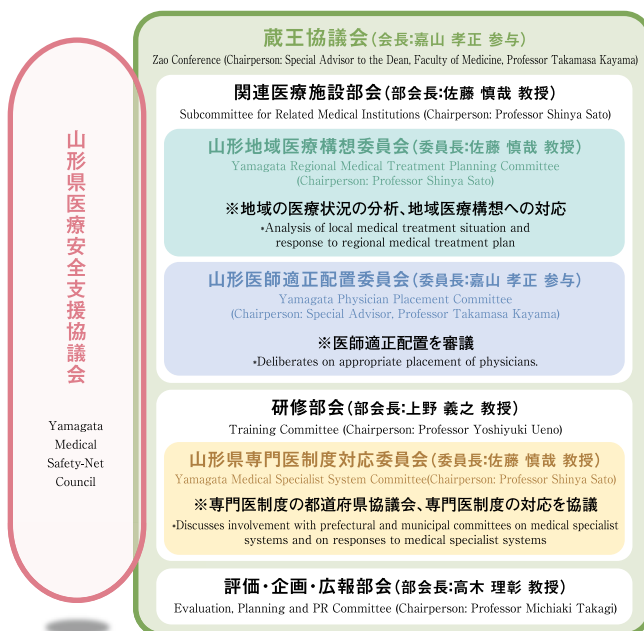 山形県医療安全支援協議会
Yamagata
Medical
Safety-Net
Council
蔵王協議会(会長:嘉山 孝正 参与)
Zao Conference (Chairperson: Special Advisor to the Dean, Faculty of Medicine, Professor Takamasa Kayama)
関連医療施設部会(部会長:佐藤 慎哉 教授)
Subcommittee for Related Medical Institutions (Chairperson: Professor Shinya Sato)
山形地域医療構想委員会(委員長:佐藤 慎哉 教授)
Yamagata Regional Medical Treatment Planning Committee
(Chairperson: Professor Shinya Sato)
※地域の医療状況の分析、地域医療構想への対応
*Analysis of local medical treatment situation and
response to regional medical treatment plan
山形医師適正配置委員会(委員長:嘉山 孝正 参与)
Yamagata Physician Placement Committee
(Chairperson: Special Advisor, Professor Takamasa Kayama)
※医師適正配置を審議
*Deliberates on appropriate placement of physicians.
研修部会(部会長:上野 義之 教授)
Training Committee (Chairperson: Professor Yoshiyuki Ueno)
山形県専門医制度対応委員会(委員長:佐藤 慎哉 教授)
Yamagata Medical Specialist System Committee(Chairperson: Professor Shinya Sato)
※専門医制度の都道府県協議会、専門医制度の対応を協議
*Discusses involvement with prefectural and municipal committees on medical specialist
systems and on responses to medical specialist systems
評価・企画・広報部会(部会長:高木 理彰 教授)
Evaluation, Planning and PR Committee (Chairperson: Professor Michiaki Takagi)